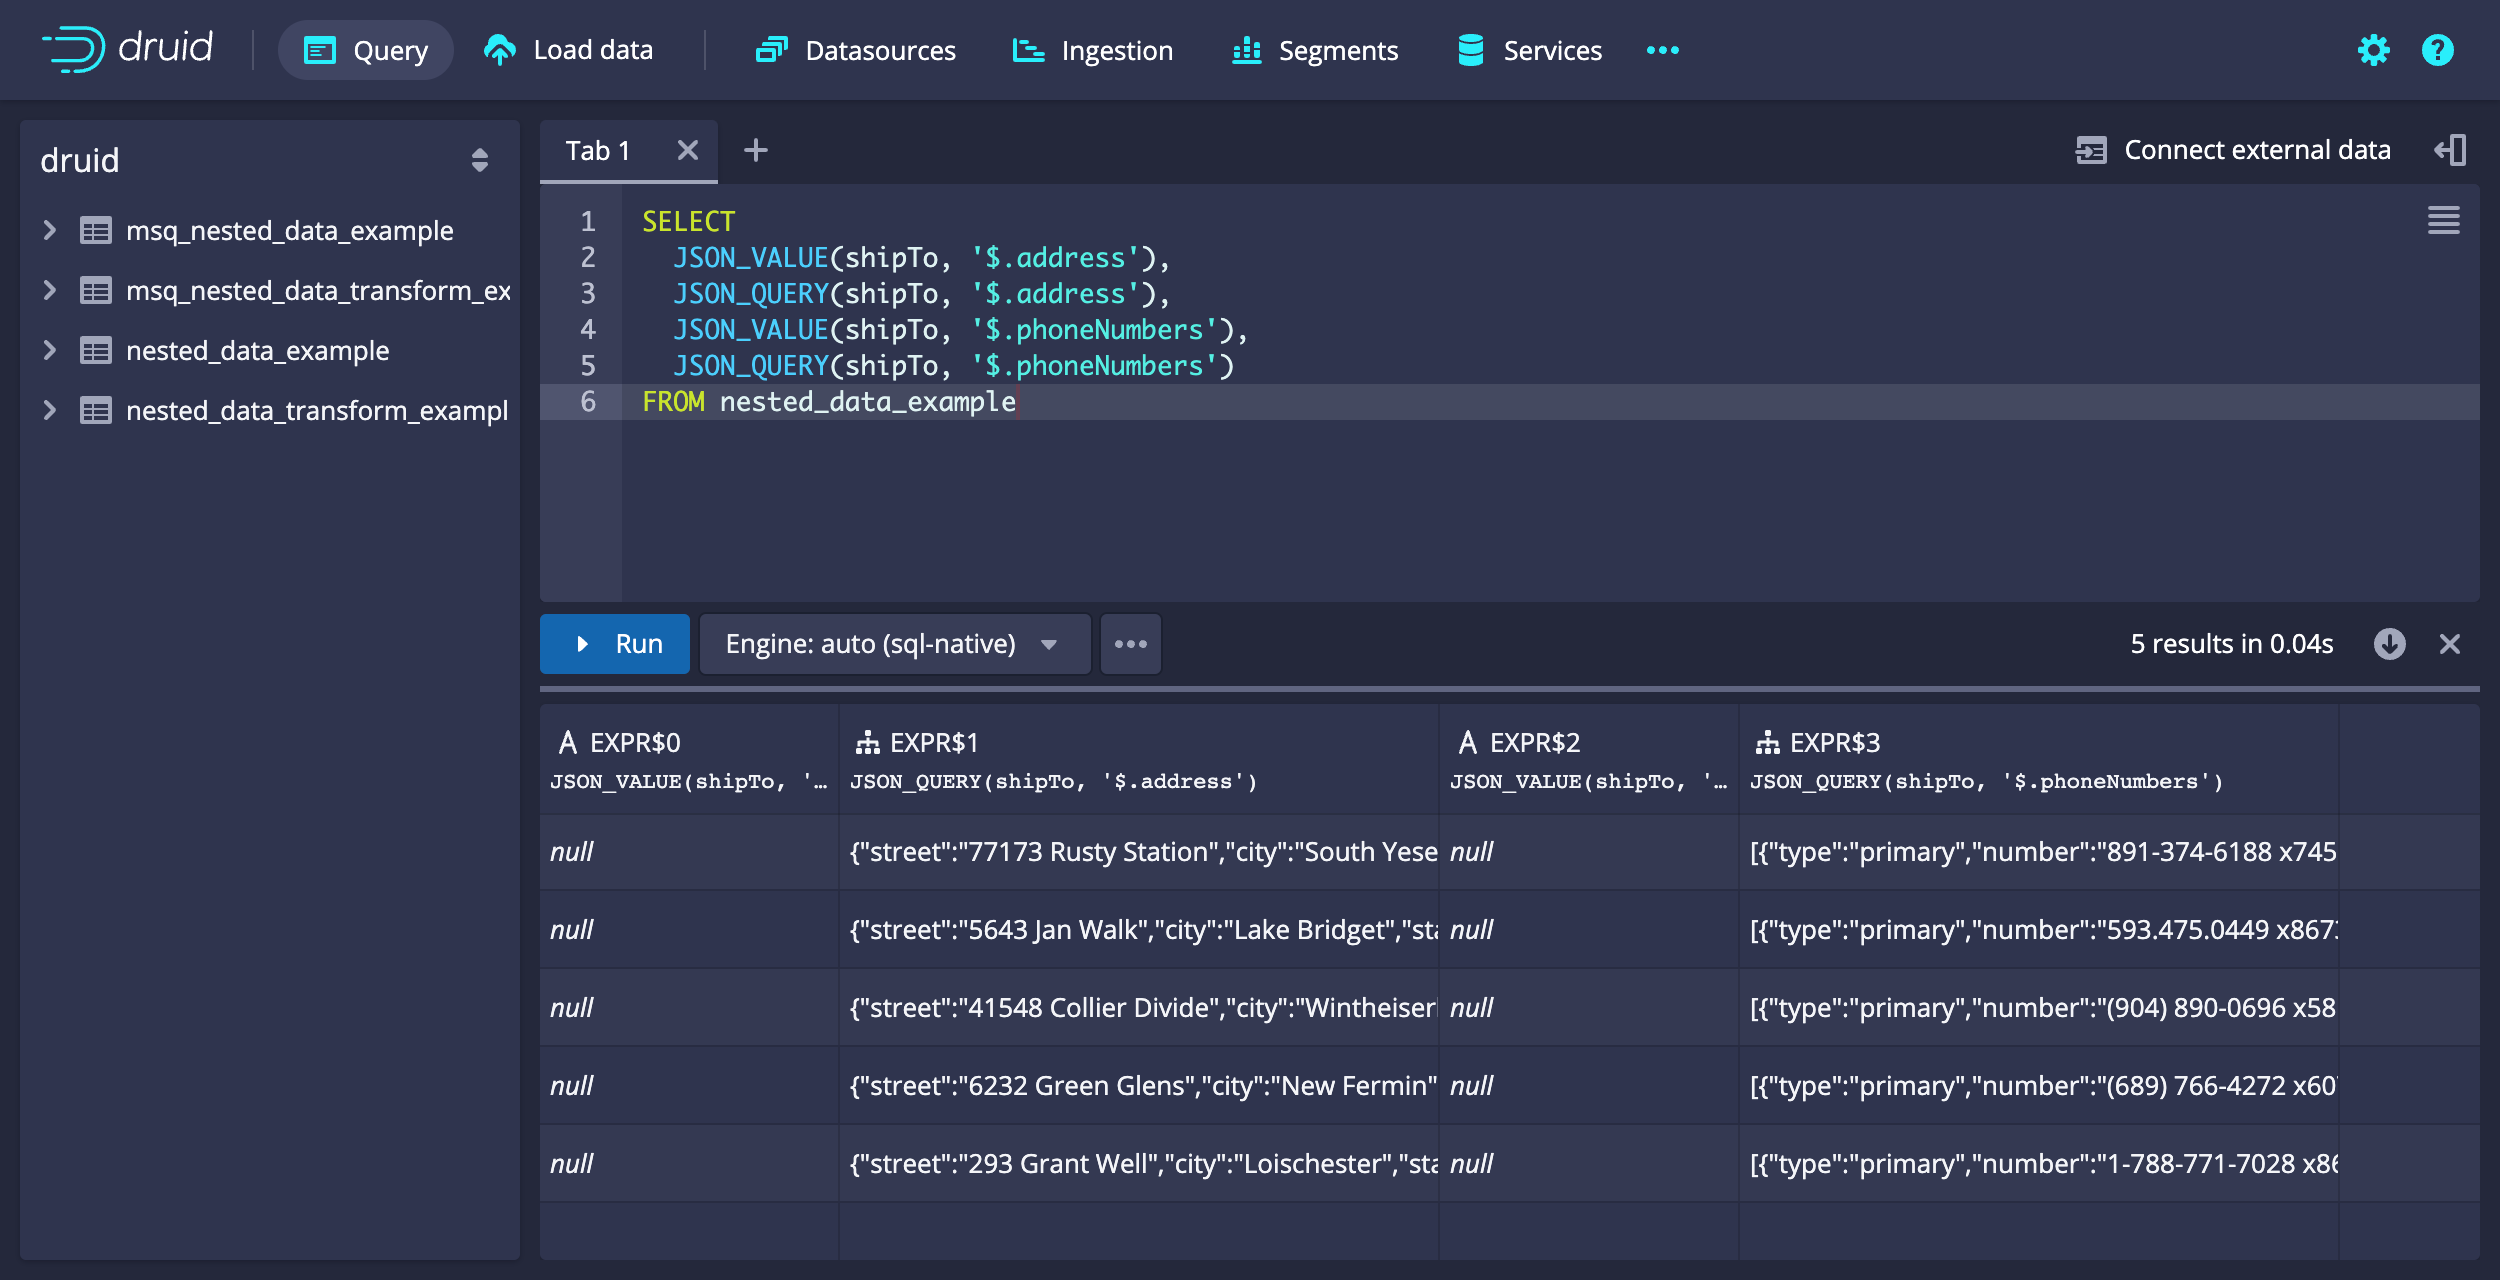 druid
Query
Load data
Datasources
Ingestion
Segments
Services
druid
msq_nested_data_example
msq_nested_data_transform_ex
nested_data_example
nested_data_transform_exampl
Tab 1
Connect external data
1 SELECT
2 JSON_VALUE(shipTo, '$.address'),
3 JSON_QUERY(shipTo, '$.address'),
4 JSON_VALUE(shipTo, '$.phoneNumbers'),
5 JSON_QUERY(shipTo, '$.phoneNumbers')
6 FROM nested_data_example
Run
Engine: auto (sql-native)
5 results in 0.04s
EXPR$0 EXPR$1 EXPR$2 EXPR$3
JSON_VALUE(shipTo, '… JSON_QUERY(shipTo, '$.address') JSON_VALUE(shipTo, '… JSON_QUERY(shipTo, '$.phoneNumbers')
null {"street":"77173 Rusty Station","city":"South Yese null [{"type":"primary","number":"891-374-6188 x745
null {"street":"5643 Jan Walk","city":"Lake Bridget","sta null [{"type":"primary","number":"593.475.0449 x867
null {"street":"41548 Collier Divide","city":"Wintheiser null [{"type":"primary","number":"(904) 890-0696 x58
null {"street":"6232 Green Glens","city":"New Fermin" null [{"type":"primary","number":"(689) 766-4272 x60
null {"street":"293 Grant Well","city":"Loischester","sta null [{"type":"primary","number":"1-788-771-7028 x86